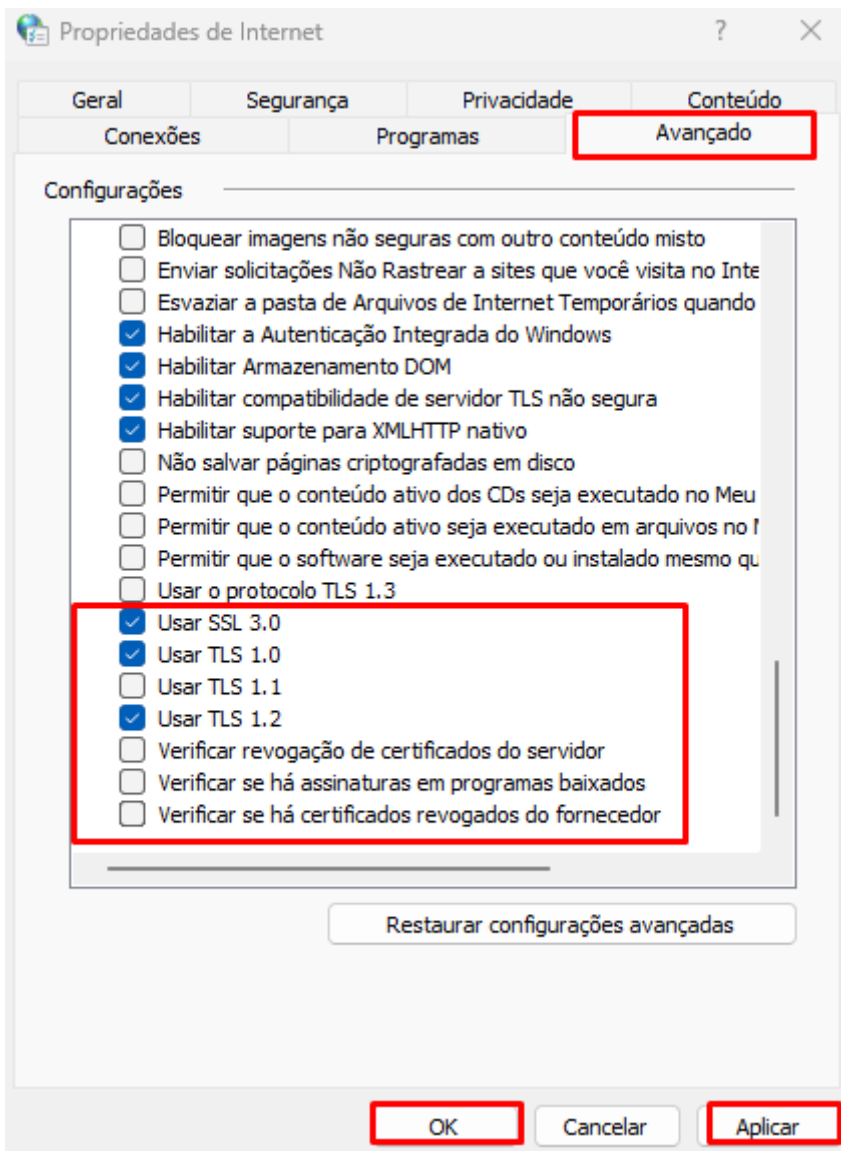 Propriedades de Internet
?
Geral Segurança Privacidade Conteúdo
Conexões Programas Avançado
Configurações
Bloquear imagens não seguras com outro conteúdo misto
Enviar solicitações Não Rastrear a sites que você visita no Inte
Esvaziar a pasta de Arquivos de Internet Temporários quando
Habilitar a Autenticação Integrada do Windows
Habilitar Armazenamento DOM
Habilitar compatibilidade de servidor TLS não segura
Habilitar suporte para XMLHTTP nativo
Não salvar páginas criptografadas em disco
Permitir que o conteúdo ativo dos CDs seja executado no Meu
Permitir que o conteúdo ativo seja executado em arquivos no
Permitir que o software seja executado ou instalado mesmo qu
Usar o protocolo TLS 1.3
Usar SSL 3.0
Usar TLS 1.0
Usar TLS 1.1
Usar TLS 1.2
Verificar revogação de certificados do servidor
Verificar se há assinaturas em programas baixados
Verificar se há certificados revogados do fornecedor
Restaurar configurações avançadas
OK Cancelar Aplicar